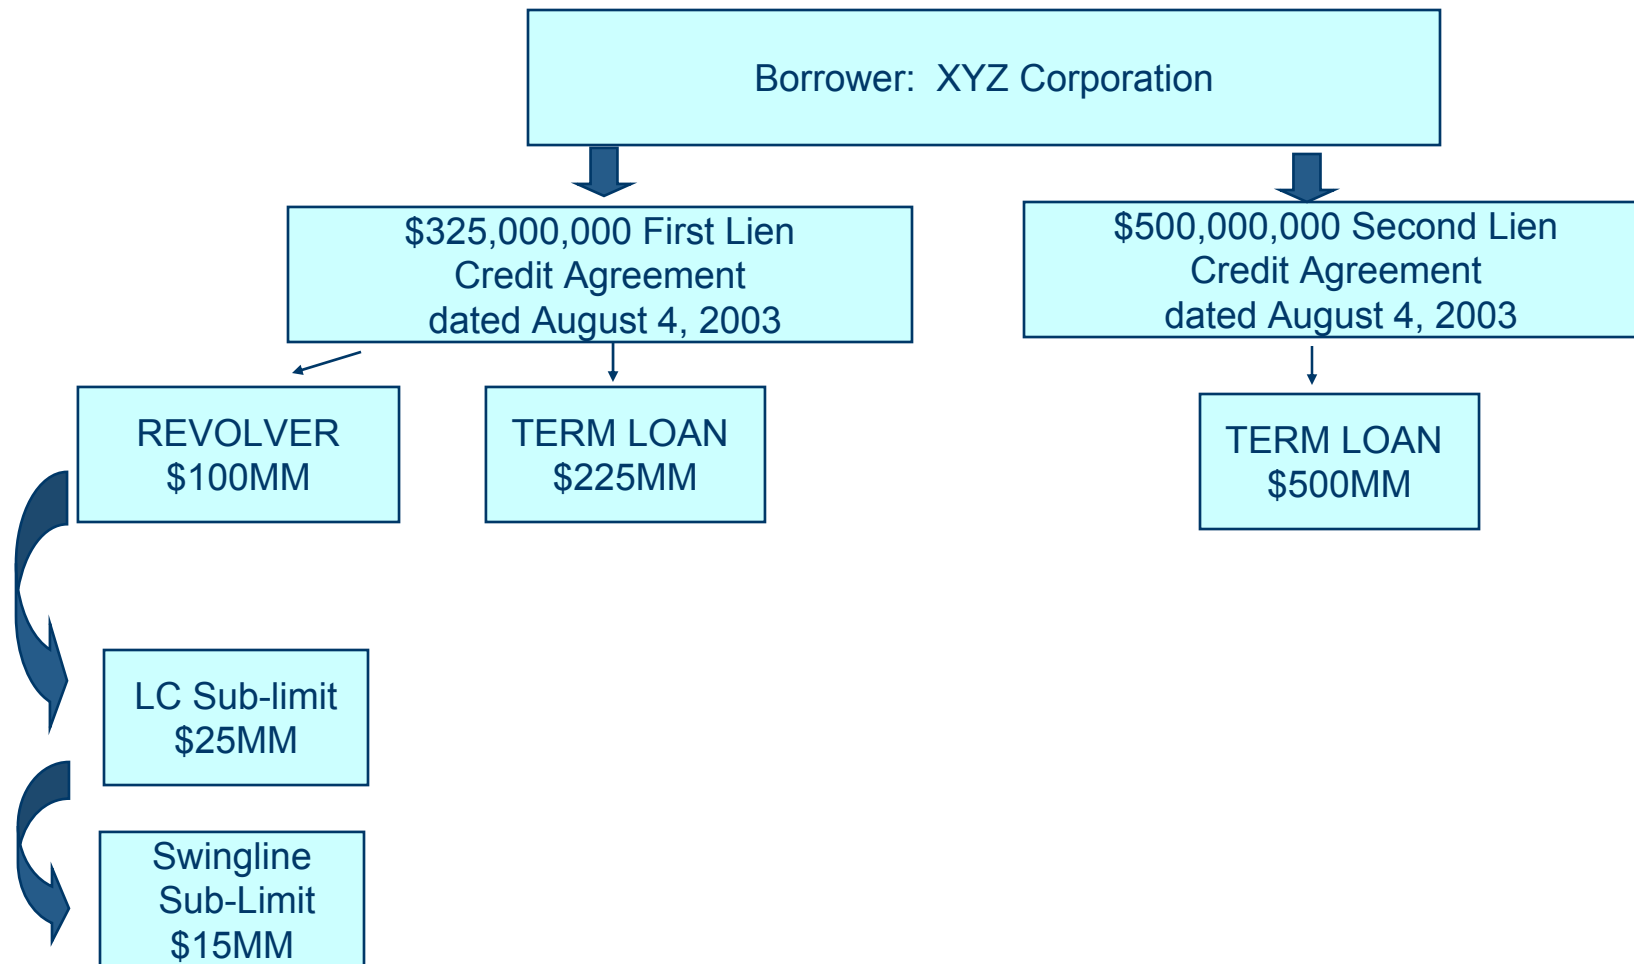 Borrower:  XYZ Corporation
$325,000,000 First Lien
Credit Agreement
dated August 4, 2003
$500,000,000 Second Lien
Credit Agreement
dated August 4, 2003
REVOLVER
$100MM
TERM LOAN
$225MM
TERM LOAN
$500MM
LC Sub-limit
$25MM
Swingline
Sub-Limit
$15MM